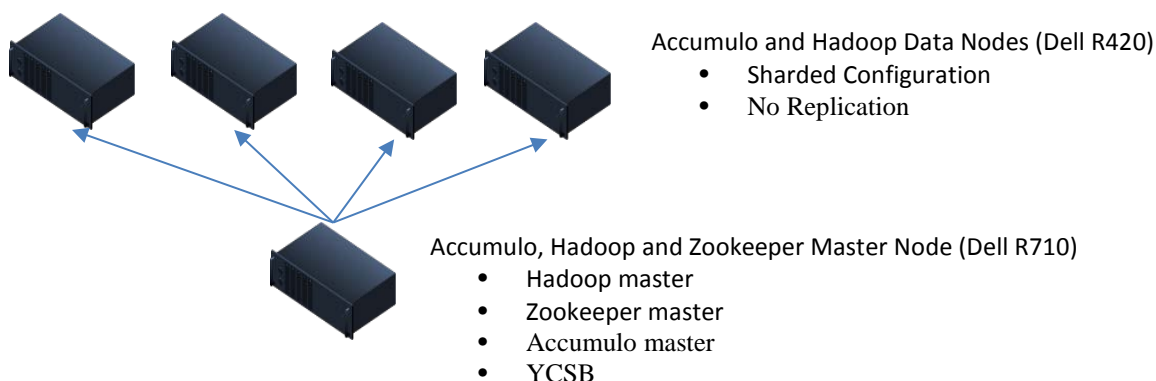 Accumulo and Hadoop Data Nodes (Dell R420)
• Sharded Configuration
• No Replication
Accumulo, Hadoop and Zookeeper Master Node (Dell R710)
• Hadoop master
• Zookeeper master
• Accumulo master
• YCSB